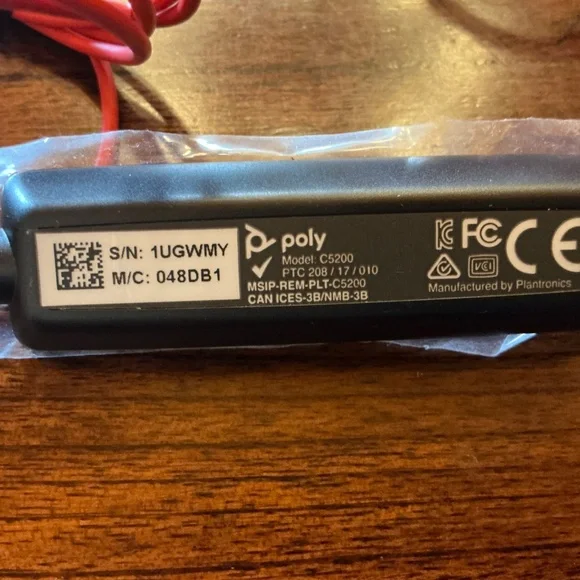 S/N: 1UGWMY
M/C: 048DB1
poly
Model: C5200
PTC 208 / 17 / 010
MSIP-REM-PLT-C5200
CAN ICES-3B/NMB-3B
FC CE
VCI
Manufactured by Plantronics